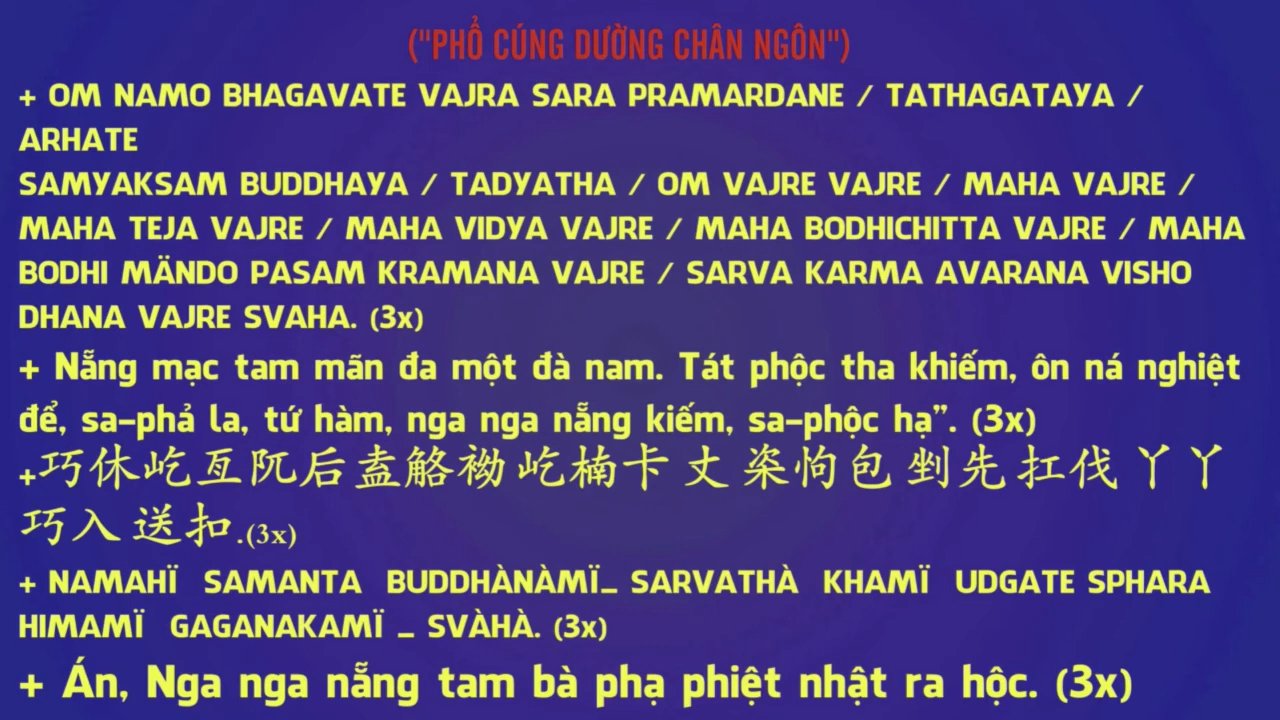 ("PHỔ CÚNG DƯỜNG CHÂN NGÔN")
+ OM NAMO BHAGAVATE VAJRA SARA PRAMARDANE / TATHAGATAYA /
ARHATE
SAMYAKSAM BUDDHAYA / TADYATHA / OM VAJRE VAJRE / MAHA VAJRE /
MAHA TEJA VAJRE / MAHA VIDYA VAJRE / MAHA BODHICHITTA VAJRE / MAHA
BODHI MÄNDO PASAM KRAMANA VAJRE / SARVA KARMA AVARANA VISHO
DHANA VAJRE SVAHA. (3x)
+ Nẵng mạc tam mãn đa một đà nam. Tát phộc tha khiếm, ôn ná nghiệt
để, sa-phả la, tứ hàm, nga nga nẵng kiếm, sa-phộc hạ”. (3x)
+巧休屹亙阢后盍觡袎屹楠卡丈楶怐包剉先扛伐丫丫
巧入送扣.(3x)
+ NAMAHÏ SAMANTA BUDDHÀNÀMÏ_ SARVATHÀ KHAMÏ UDGATE SPHARA
HIMAMÏ GAGANAKAMÏ _ SVÀHÀ. (3x)
+ Án, Nga nga nẵng tam bà phạ phiệt nhật ra hộc. (3x)